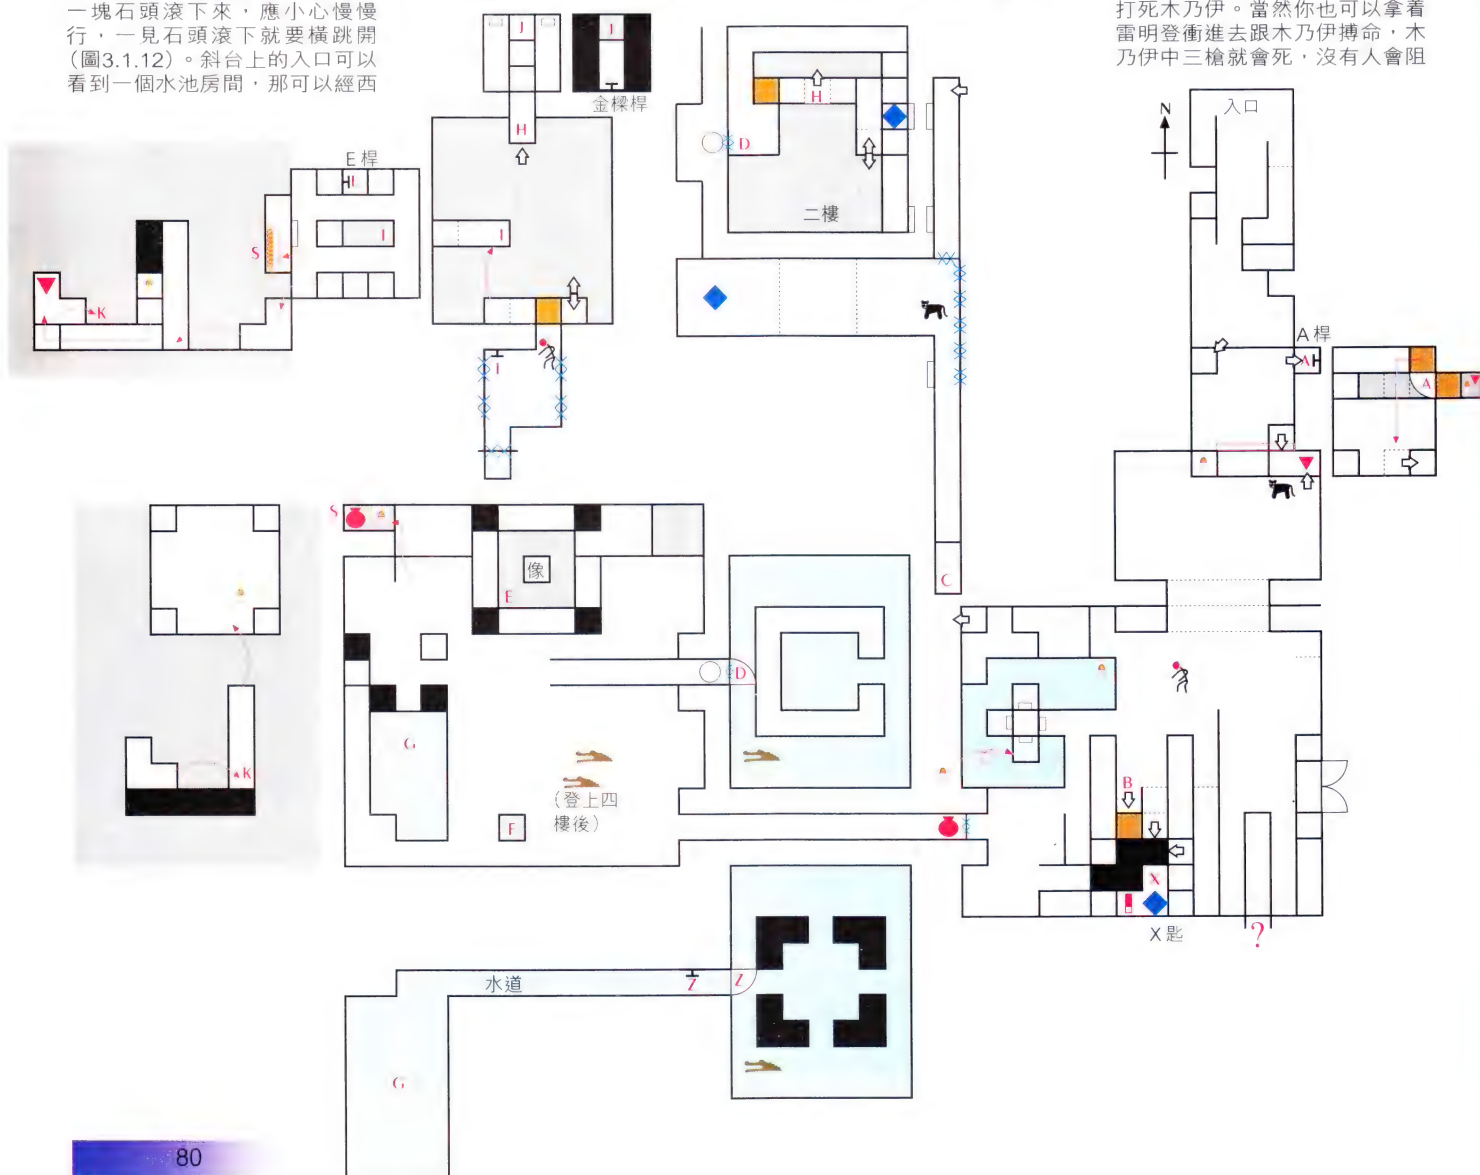 一塊石頭滾下來，應小心慢慢
行，一見石頭滾下就要橫跳開
（圖3.1.12）。斜台上的入口可以
看到一個水池房間，那可以經西
打死木乃伊。當然你也可以拿着
雷明登衝進去跟木乃伊搏命，木
乃伊中三槍就會死，沒有人會阻
J
J
金樑桿
H
H
D
二樓
N
入口
E桿
I
I
I
S
K
I
A桿
A
A
S
像
E
C
D
G
K
（登上四
樓後）
F
B
X
X匙
?
水道
Z
Z
G
80